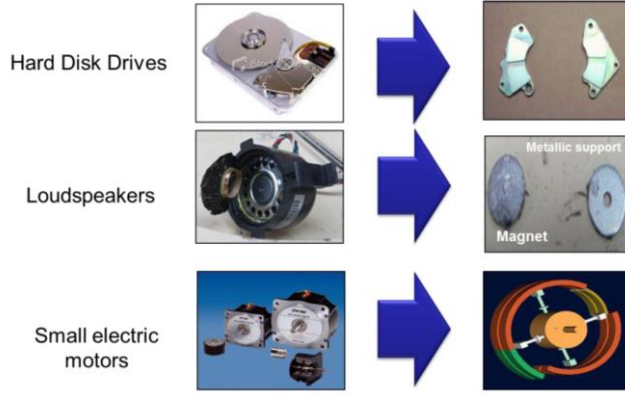 Hard Disk Drives
Loudspeakers
Metallic support
Magnet
Small electric
motors